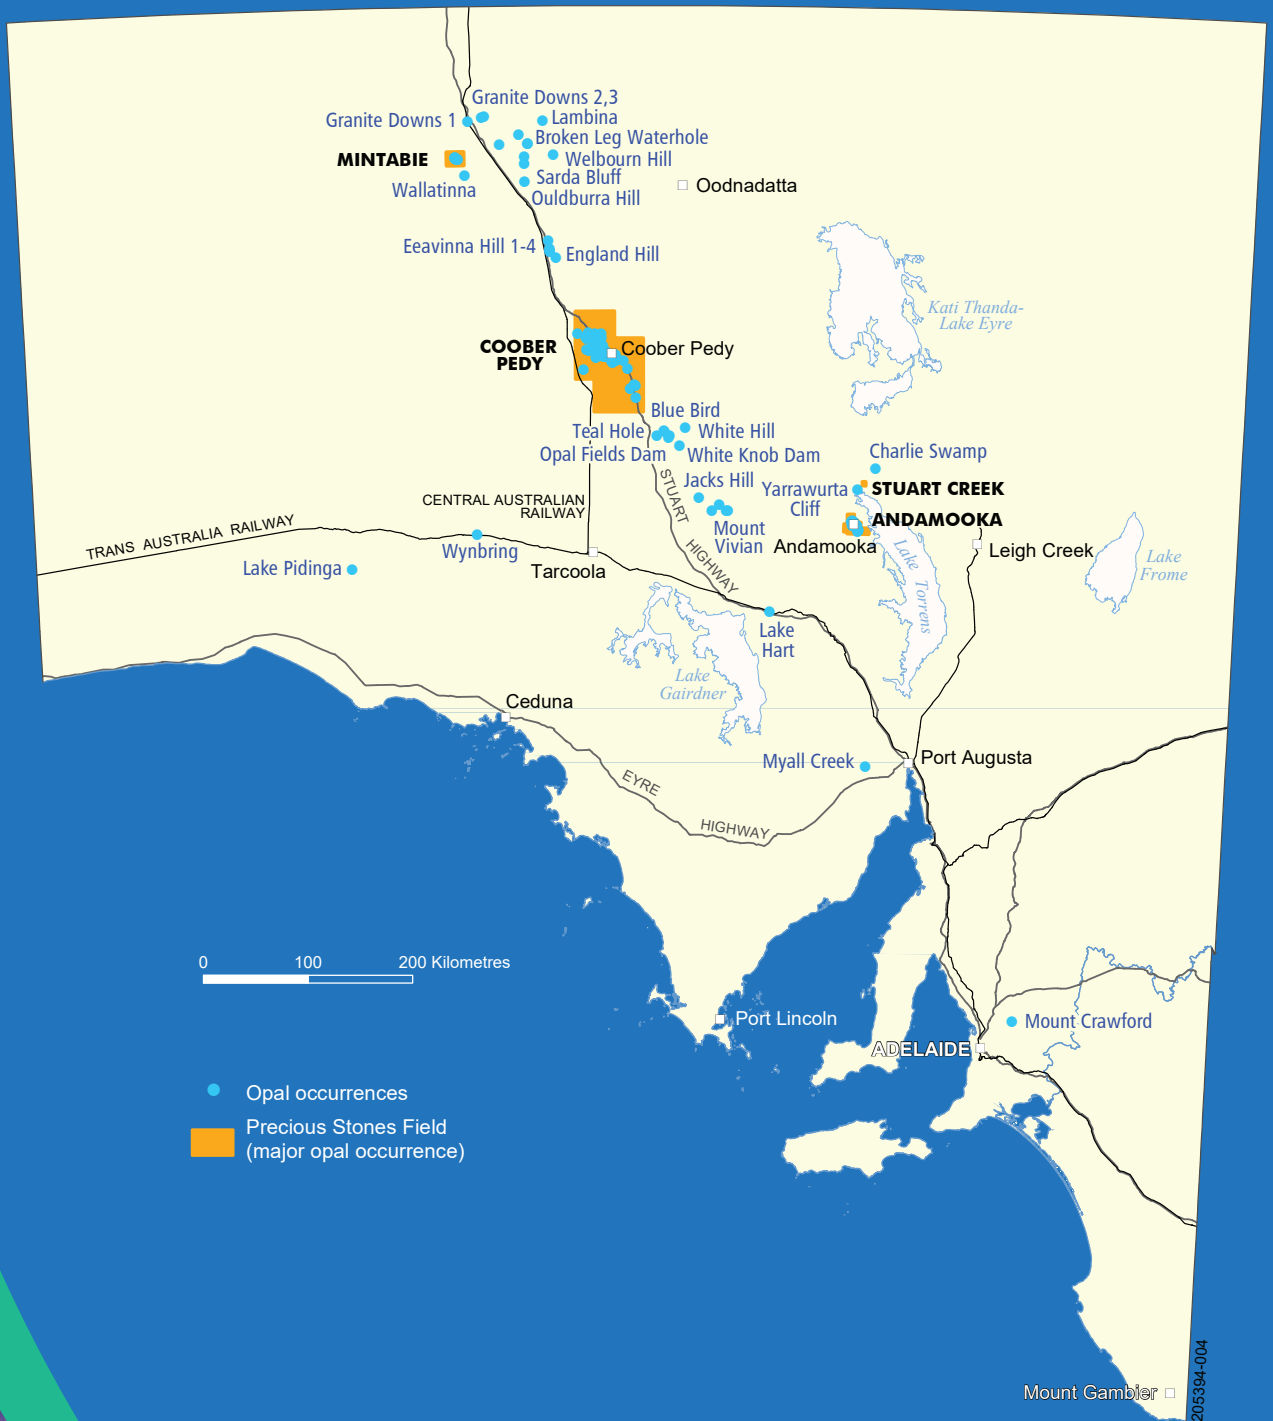 Granite Downs 2,3
Granite Downs 1
Lambina
Broken Leg Waterhole
MINTABIE
Welbourn Hill
Sarda Bluff
Wallatinna
Ouldburra Hill
Oodnadatta
Eeavinna Hill 1-4
England Hill
Kati Thanda-
Lake Eyre
COOBER
PEDY
Coober Pedy
Blue Bird
Teal Hole
White Hill
Opal Fields Dam
White Knob Dam
Charlie Swamp
Jacks Hill
Yarrawurta
Cliff
STUART CREEK
STUART
HIGHWAY
CENTRAL AUSTRALIAN
RAILWAY
ANDAMOOKA
Mount
Vivian
Andamooka
TRANS AUSTRALIA RAILWAY
Wynbring
Leigh Creek
Lake
Frome
Lake Pidinga
Tarcoola
Lake Torrens
Lake
Hart
Lake
Gairdner
Ceduna
Myall Creek
Port Augusta
EYRE
HIGHWAY
0 100 200 Kilometres
Port Lincoln
Mount Crawford
ADELAIDE
Opal occurrences
Precious Stones Field
(major opal occurrence)
Mount Gambier
205394-004